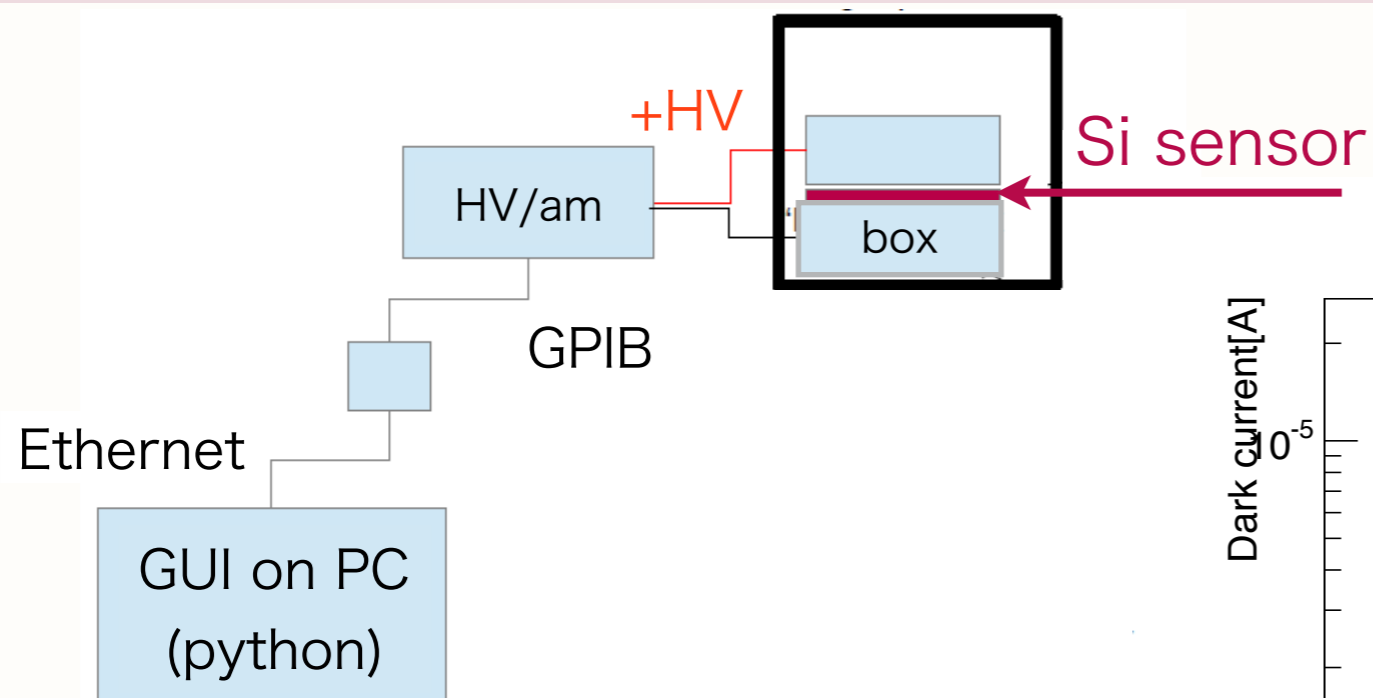 +HV
Si sensor
HV/am
box
GPIB
Ethernet
GUI on PC
(python)
Dark current[A]
10-5